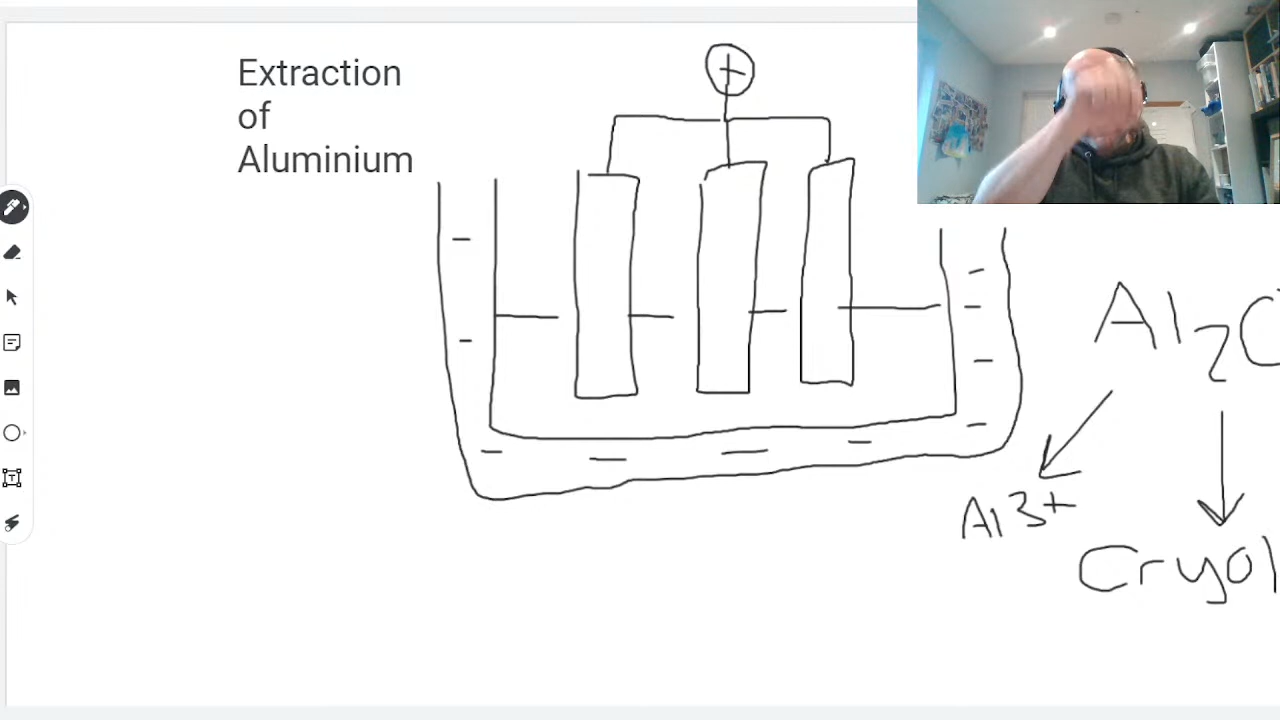 Extraction
of
Aluminium
+
Al2O
Al3+
Cryol